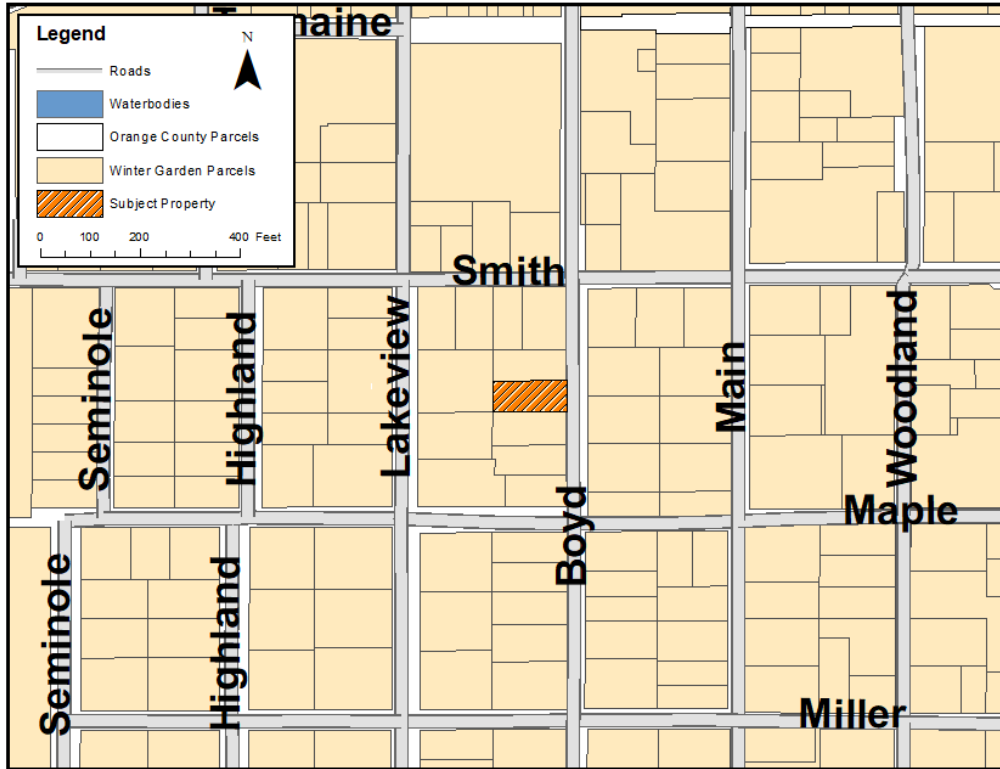 Legend
N
Roads
Waterbodies
Orange County Parcels
Winter Garden Parcels
Subject Property
0 100 200 400 Feet
Smith
Seminole
Highland
Lakeview
Main
Woodland
Boyd
Maple
Seminole
Highland
Miller